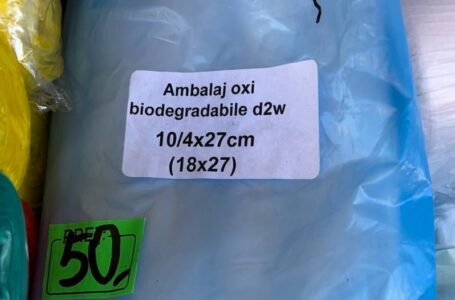 Ambalaj oxi
biodegradabile d2w
10/4x27cm
(18x27)
50,